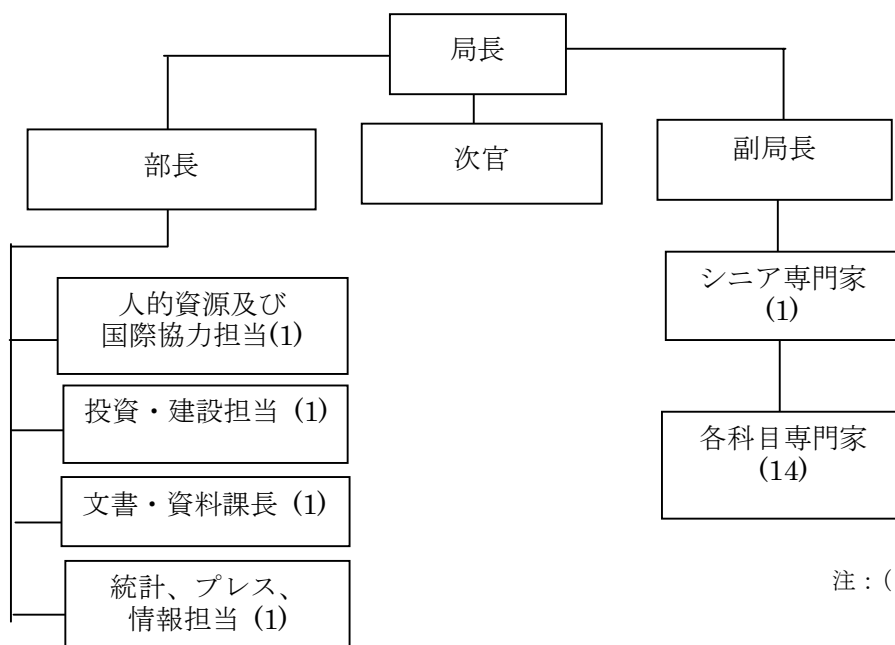 局長
部長
次官
副局長
人的資源及び
国際協力担当(1)
投資・建設担当 (1)
文書・資料課長 (1)
統計、プレス、
情報担当 (1)
シニア専門家
(1)
各科目専門家
(14)
注：(